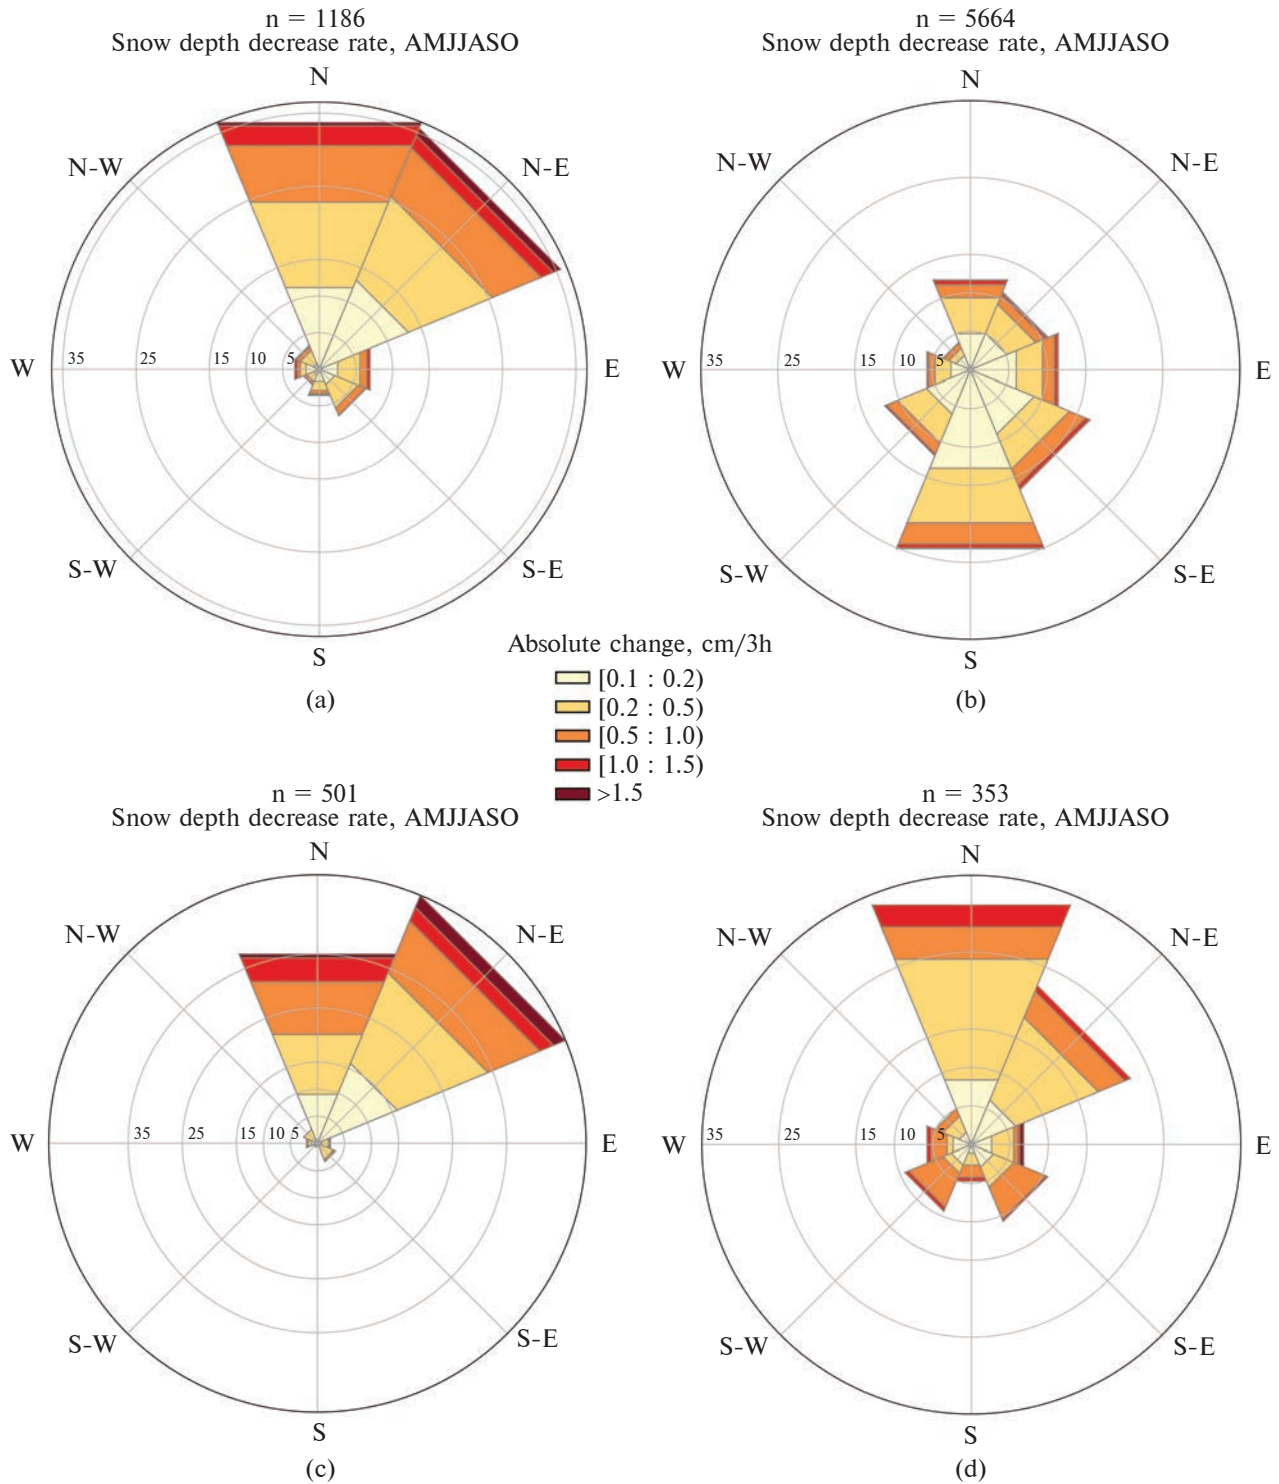 n = 1186
Snow depth decrease rate, AMJJASO
N
N-W
N-E
W
35
25
15
10
5
E
S-W
S-E
S
(a)
n = 5664
Snow depth decrease rate, AMJJASO
N
N-W
N-E
W
35
25
15
10
5
E
S-W
S-E
S
(b)
Absolute change, cm/3h
[0.1 : 0.2)
[0.2 : 0.5)
[0.5 : 1.0)
[1.0 : 1.5)
>1.5
n = 501
Snow depth decrease rate, AMJJASO
N
N-W
N-E
W
35
25
15
10
5
E
S-W
S-E
S
(c)
n = 353
Snow depth decrease rate, AMJJASO
N
N-W
N-E
W
35
25
15
10
5
E
S-W
S-E
S
(d)